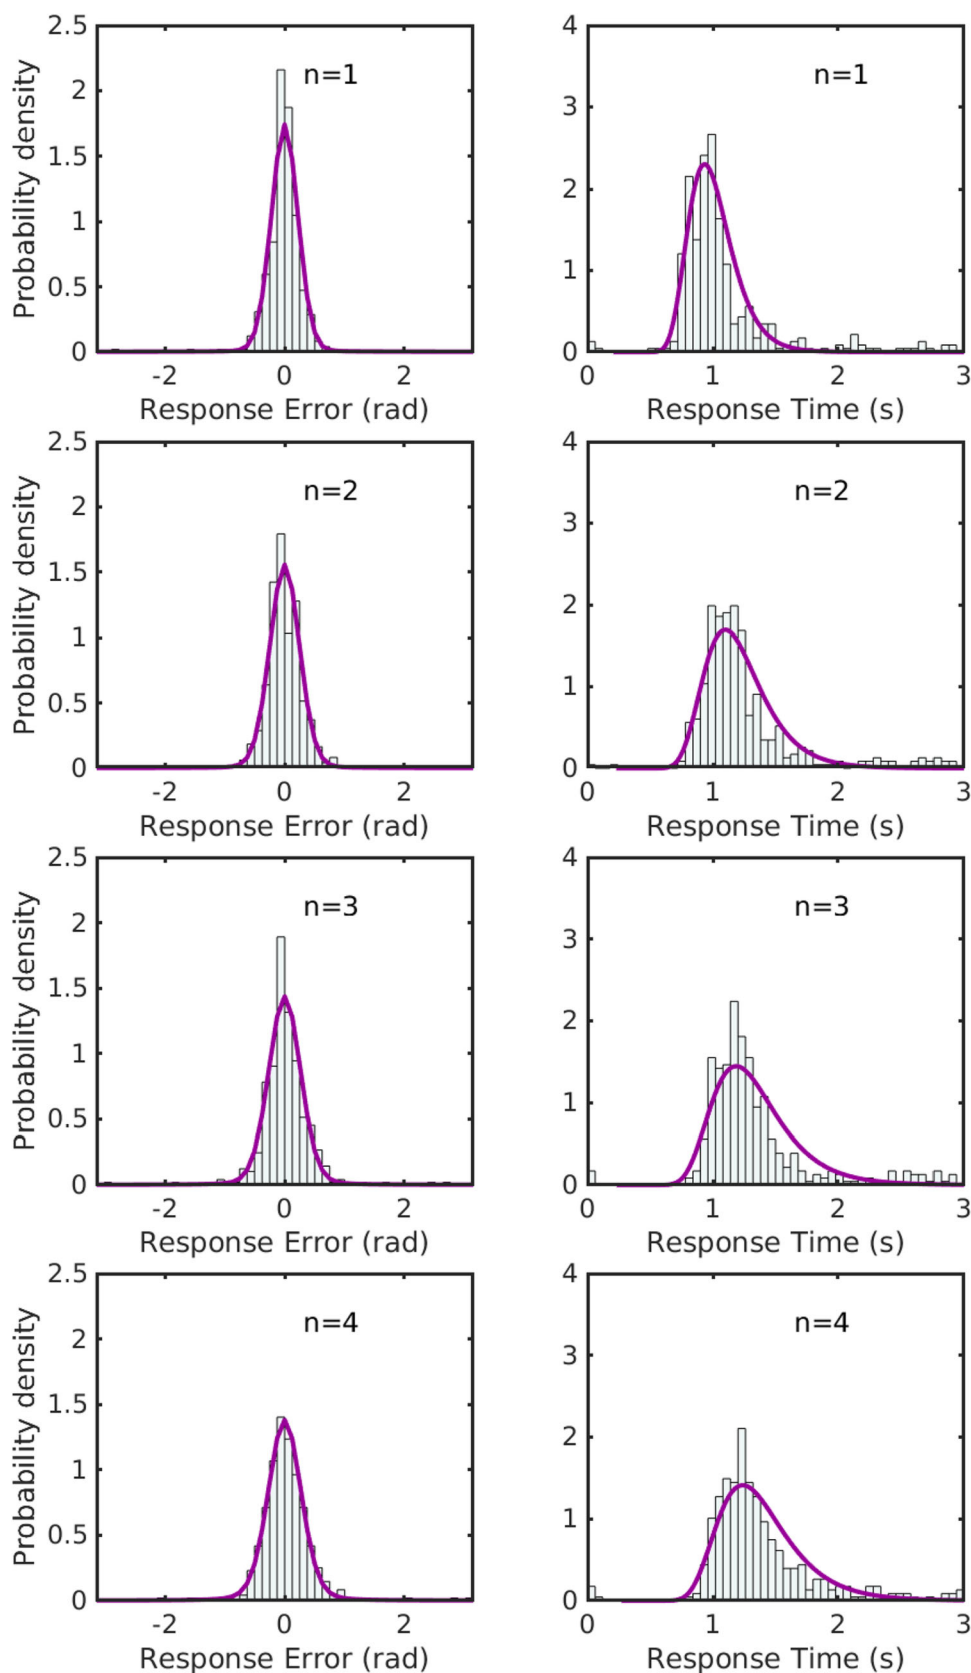 2.5
2
1.5
1
0.5
0
Probability density
n=1
-2 0 2
Response Error (rad)
4
3
2
1
0
n=1
0 1 2 3
Response Time (s)
2.5
2
1.5
1
0.5
0
Probability density
n=2
-2 0 2
Response Error (rad)
4
3
2
1
0
n=2
0 1 2 3
Response Time (s)
2.5
2
1.5
1
0.5
0
Probability density
n=3
-2 0 2
Response Error (rad)
4
3
2
1
0
n=3
0 1 2 3
Response Time (s)
2.5
2
1.5
1
0.5
0
Probability density
n=4
-2 0 2
Response Error (rad)
4
3
2
1
0
n=4
0 1 2 3
Response Time (s)